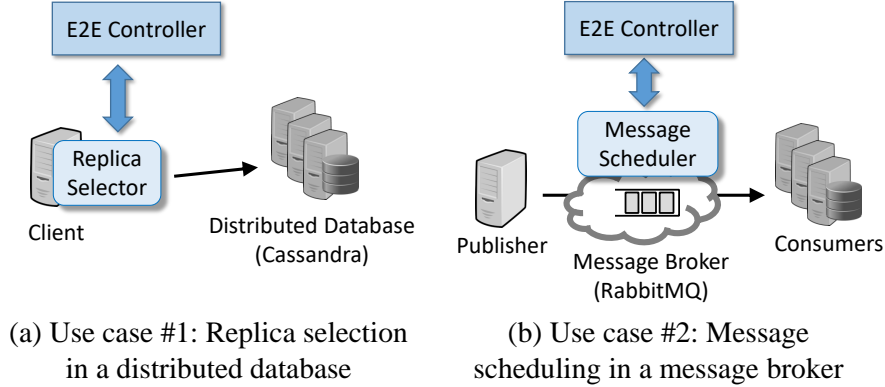 E2E Controller
Replica
Selector
Client
Distributed Database
(Cassandra)
(a) Use case #1: Replica selection
in a distributed database
E2E Controller
Message
Scheduler
Publisher
Message Broker
(RabbitMQ)
Consumers
(b) Use case #2: Message
scheduling in a message broker